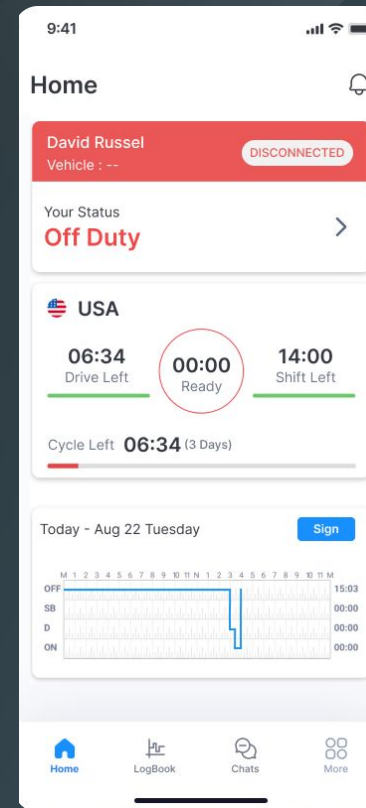 9:41
Home
David Russel
Vehicle : --
DISCONNECTED
Your Status
Off Duty
USA
06:34
Drive Left
00:00
Ready
14:00
Shift Left
Cycle Left 06:34 (3 Days)
Today - Aug 22 Tuesday
Sign
M 1 2 3 4 5 6 7 8 9 10 11 N 1 2 3 4 5 6 7 8 9 10 11 M
OFF 15:03
SB 00:00
D 00:00
ON 00:00
Home
LogBook
Chats
More